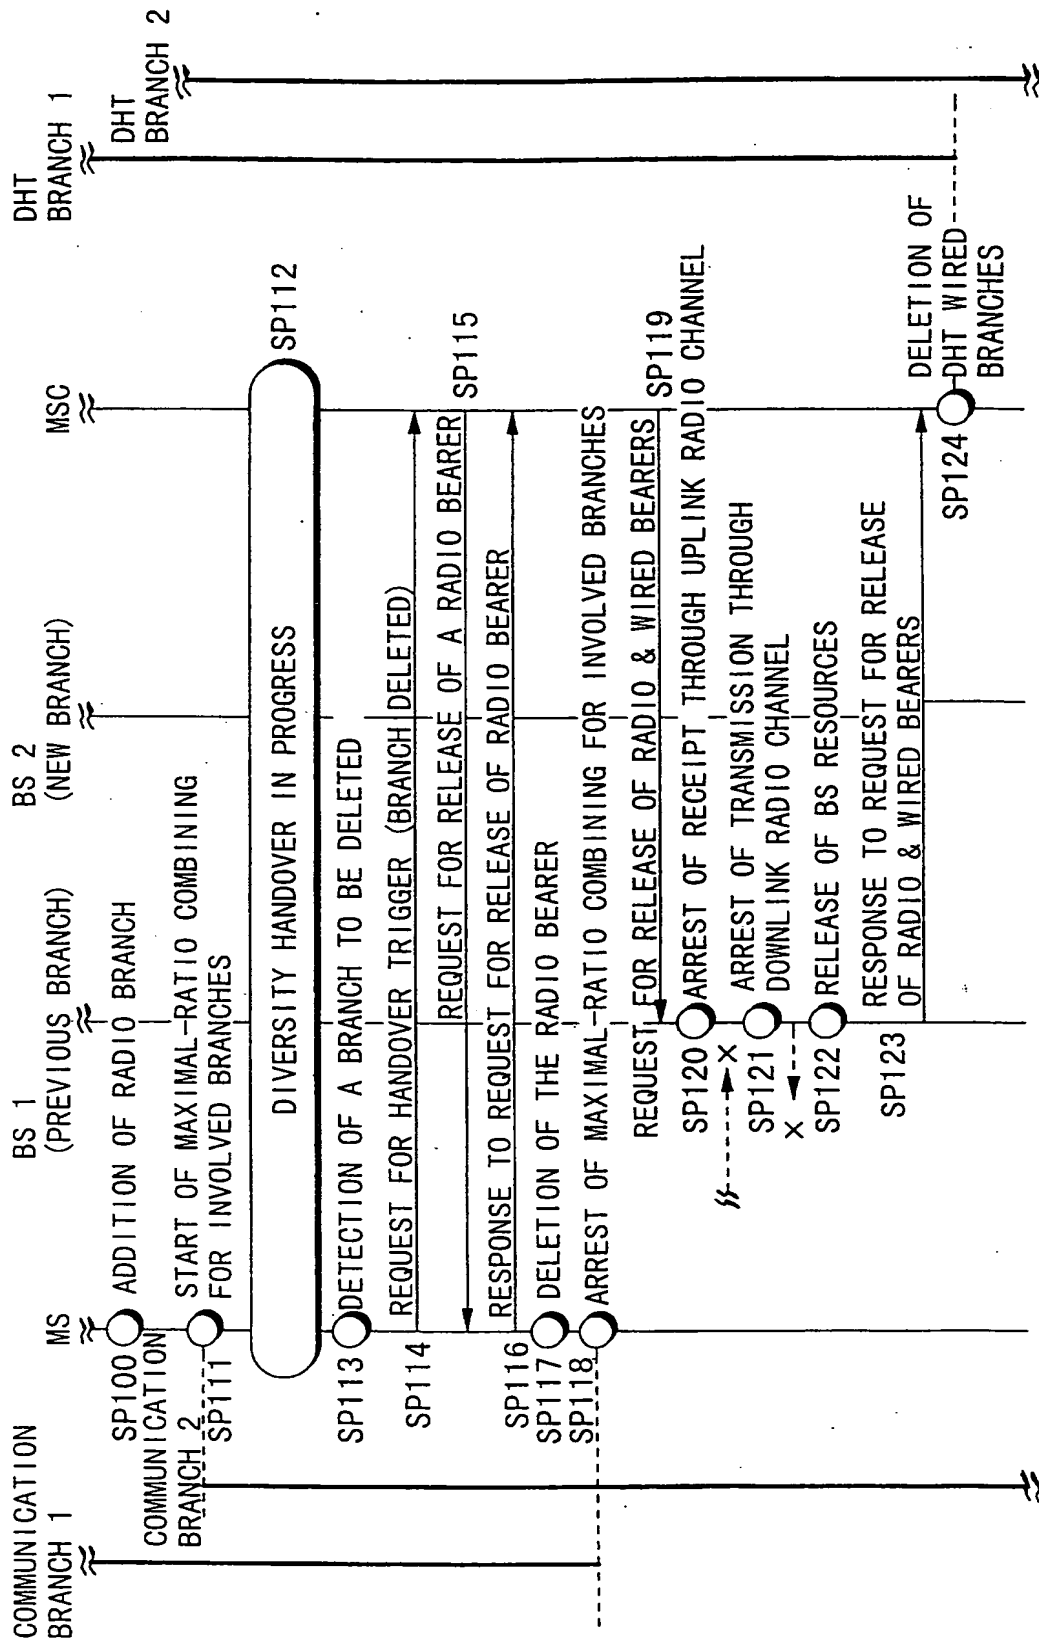 COMMUNICATION
BRANCH 1
MS
BS 1
(PREVIOUS BRANCH)
BS 2
(NEW BRANCH)
MSC
DHT
BRANCH 1
DHT
BRANCH 2
SP100
ADDITION OF RADIO BRANCH
COMMUNICATION
BRANCH 2
SP111
START OF MAXIMAL-RATIO COMBINING
FOR INVOLVED BRANCHES
DIVERSITY HANDOVER IN PROGRESS
SP112
SP113
DETECTION OF A BRANCH TO BE DELETED
SP114
REQUEST FOR HANDOVER TRIGGER (BRANCH DELETED)
REQUEST FOR RELEASE OF A RADIO BEARER
SP115
SP116
RESPONSE TO REQUEST FOR RELEASE OF RADIO BEARER
SP117
DELETION OF THE RADIO BEARER
SP118
ARREST OF MAXIMAL-RATIO COMBINING FOR INVOLVED BRANCHES
REQUEST FOR RELEASE OF RADIO & WIRED BEARERS
SP119
SP120
ARREST OF RECEIPT THROUGH UPLINK RADIO CHANNEL
X
SP121
ARREST OF TRANSMISSION THROUGH
DOWNLINK RADIO CHANNEL
X
SP122
RELEASE OF BS RESOURCES
SP123
RESPONSE TO REQUEST FOR RELEASE
OF RADIO & WIRED BEARERS
SP124
DELETION OF
DHT WIRED
BRANCHES